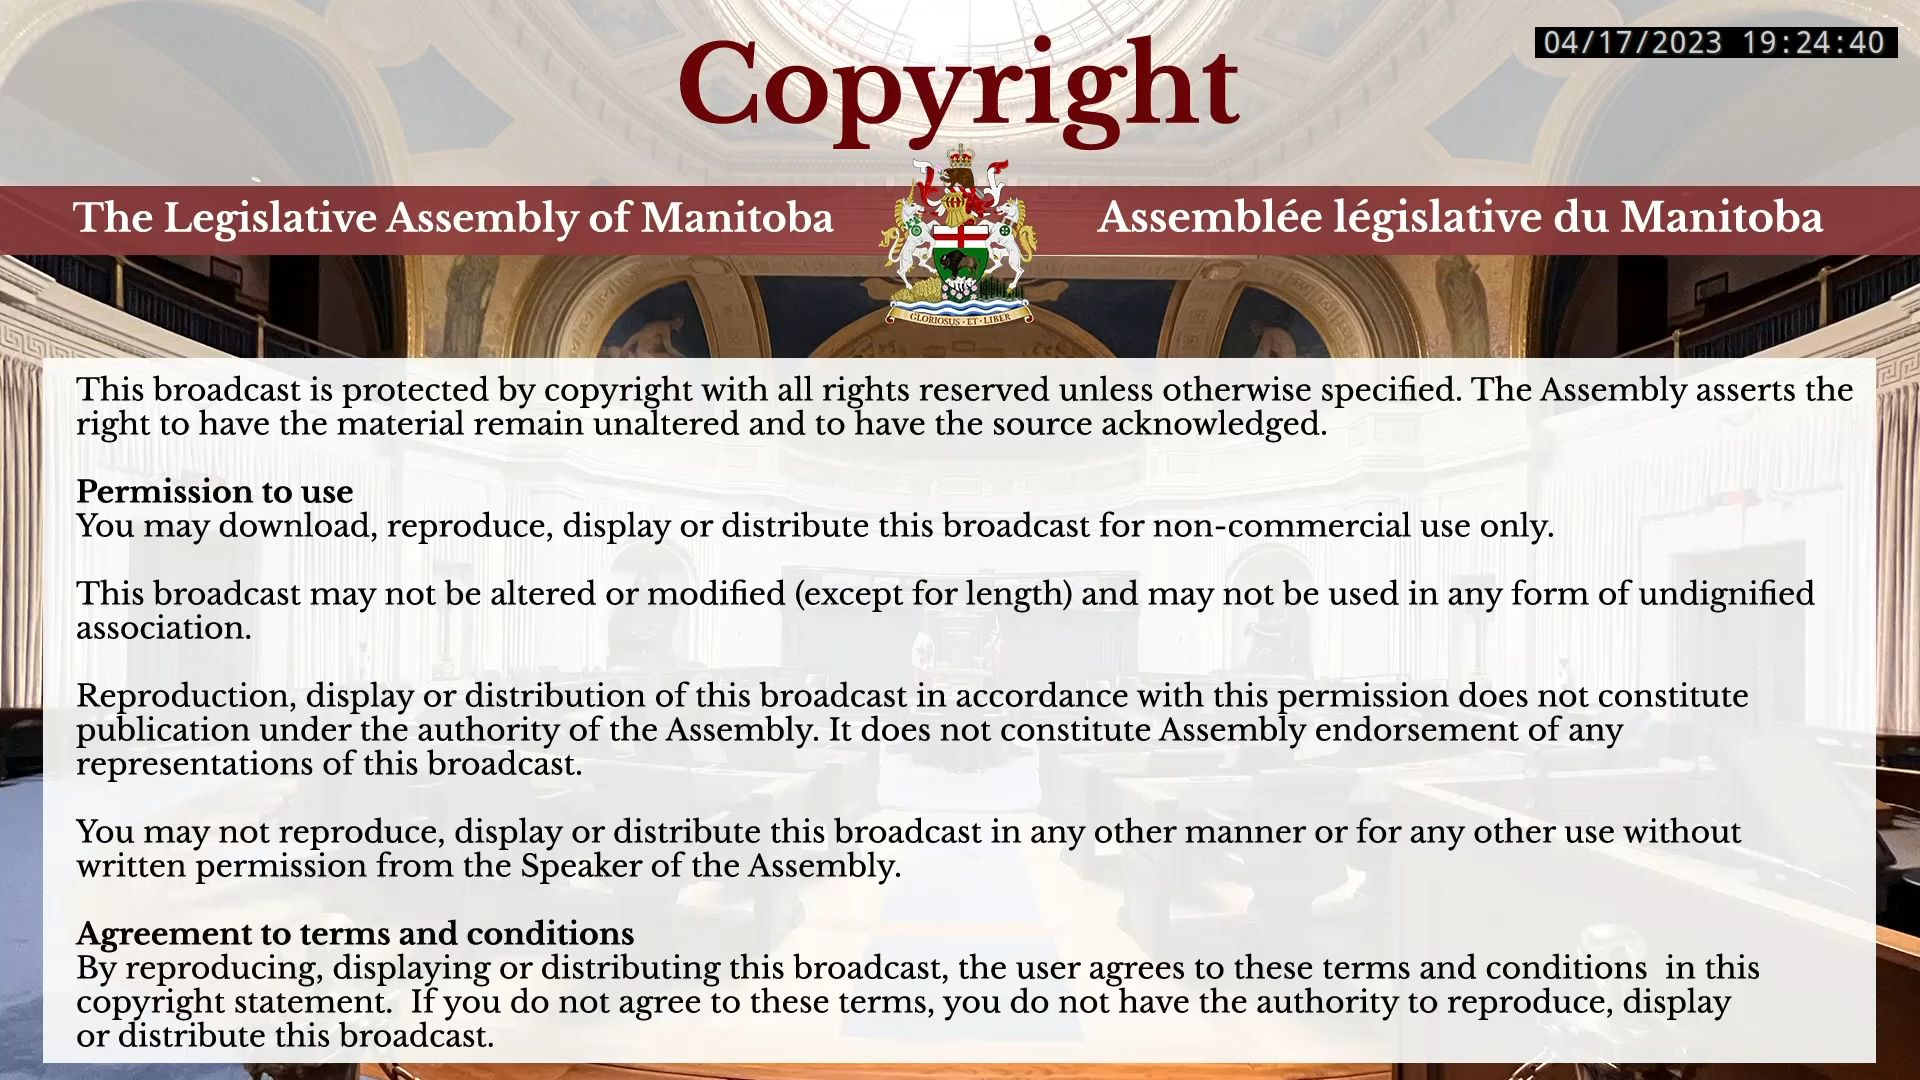 Copyright
04/17/2023 19:24:40
The Legislative Assembly of Manitoba
Assemblée législative du Manitoba
GLORIOSUS·ET·LIBER
This broadcast is protected by copyright with all rights reserved unless otherwise specified. The Assembly asserts the
right to have the material remain unaltered and to have the source acknowledged.
Permission to use
You may download, reproduce, display or distribute this broadcast for non-commercial use only.
This broadcast may not be altered or modified (except for length) and may not be used in any form of undignified
association.
Reproduction, display or distribution of this broadcast in accordance with this permission does not constitute
publication under the authority of the Assembly. It does not constitute Assembly endorsement of any
representations of this broadcast.
You may not reproduce, display or distribute this broadcast in any other manner or for any other use without
written permission from the Speaker of the Assembly.
Agreement to terms and conditions
By reproducing, displaying or distributing this broadcast, the user agrees to these terms and conditions  in this
copyright statement.  If you do not agree to these terms, you do not have the authority to reproduce, display
or distribute this broadcast.